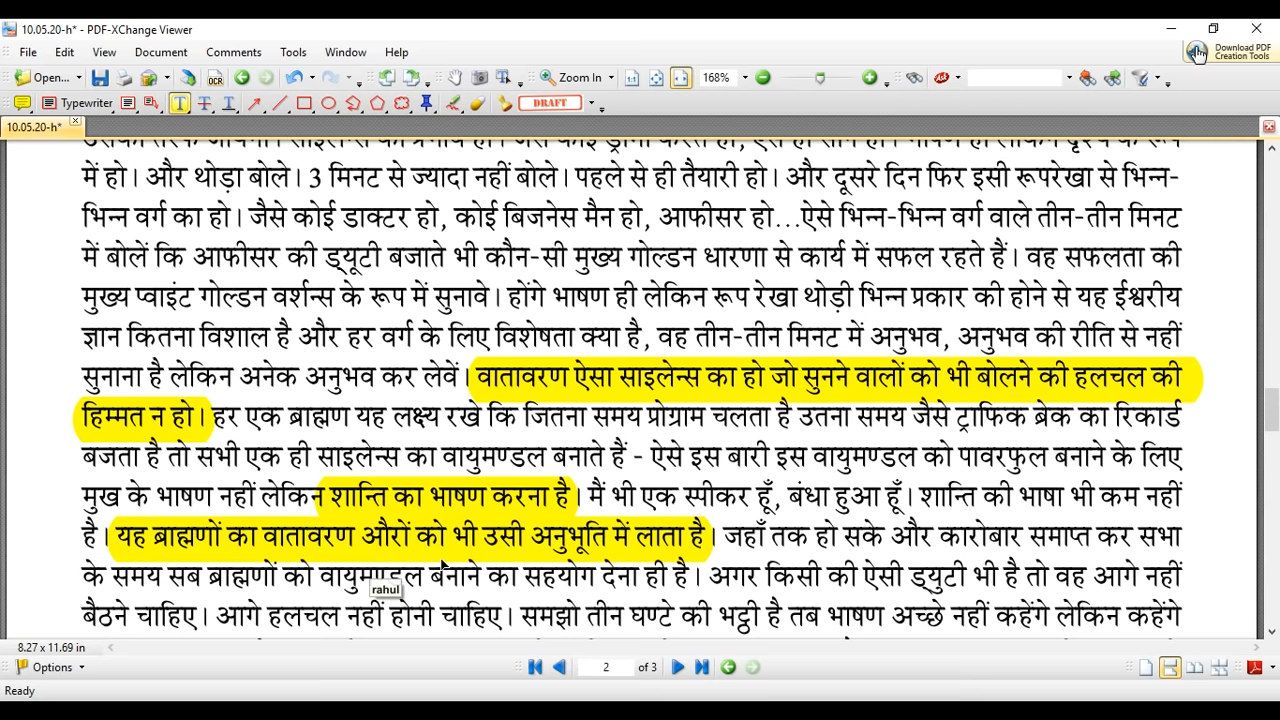 10.05.20-h* - PDF-XChange Viewer
File Edit View Document Comments Tools Window Help
Download PDF Creation Tools
Open... OCR Zoom In 168%
Typewriter T T T DRAFT
10.05.20-h* x
में हो। और थोड़ा बोले। 3 मिनट से ज्यादा नहीं बोले। पहले से ही तैयारी हो। और दूसरे दिन फिर इसी रूपरेखा से भिन्न-
भिन्न वर्ग का हो। जैसे कोई डाक्टर हो, कोई बिजनेस मैन हो, आफीसर हो...ऐसे भिन्न-भिन्न वर्ग वाले तीन-तीन मिनट
में बोलें कि आफीसर की ड्यूटी बजाते भी कौन-सी मुख्य गोल्डन धारणा से कार्य में सफल रहते हैं। वह सफलता की
मुख्य प्वाइंट गोल्डन वर्शन्स के रूप में सुनावे। होंगे भाषण ही लेकिन रूप रेखा थोड़ी भिन्न प्रकार की होने से यह ईश्वरीय
ज्ञान कितना विशाल है और हर वर्ग के लिए विशेषता क्या है, वह तीन-तीन मिनट में अनुभव, अनुभव की रीति से नहीं
सुनाना है लेकिन अनेक अनुभव कर लेवें। वातावरण ऐसा साइलेन्स का हो जो सुनने वालों को भी बोलने की हलचल की
हिम्मत न हो। हर एक ब्राह्मण यह लक्ष्य रखे कि जितना समय प्रोग्राम चलता है उतना समय जैसे ट्राफिक ब्रेक का रिकार्ड
बजता है तो सभी एक ही साइलेन्स का वायुमण्डल बनाते हैं - ऐसे इस बारी इस वायुमण्डल को पावरफुल बनाने के लिए
मुख के भाषण नहीं लेकिन शान्ति का भाषण करना है। मैं भी एक स्पीकर हूँ, बंधा हुआ हूँ। शान्ति की भाषा भी कम नहीं
है। यह ब्राह्मणों का वातावरण औरों को भी उसी अनुभूति में लाता है। जहाँ तक हो सके और कारोबार समाप्त कर सभा
के समय सब ब्राह्मणों को वायुमण्डल बनाने का सहयोग देना ही है। अगर किसी की ऐसी ड्युटी भी है तो वह आगे नहीं
rahul
बैठने चाहिए। आगे हलचल नहीं होनी चाहिए। समझो तीन घण्टे की भट्ठी है तब भाषण अच्छे नहीं कहेंगे लेकिन कहेंगे
8.27 x 11.69 in
Options 2 of 3
Ready